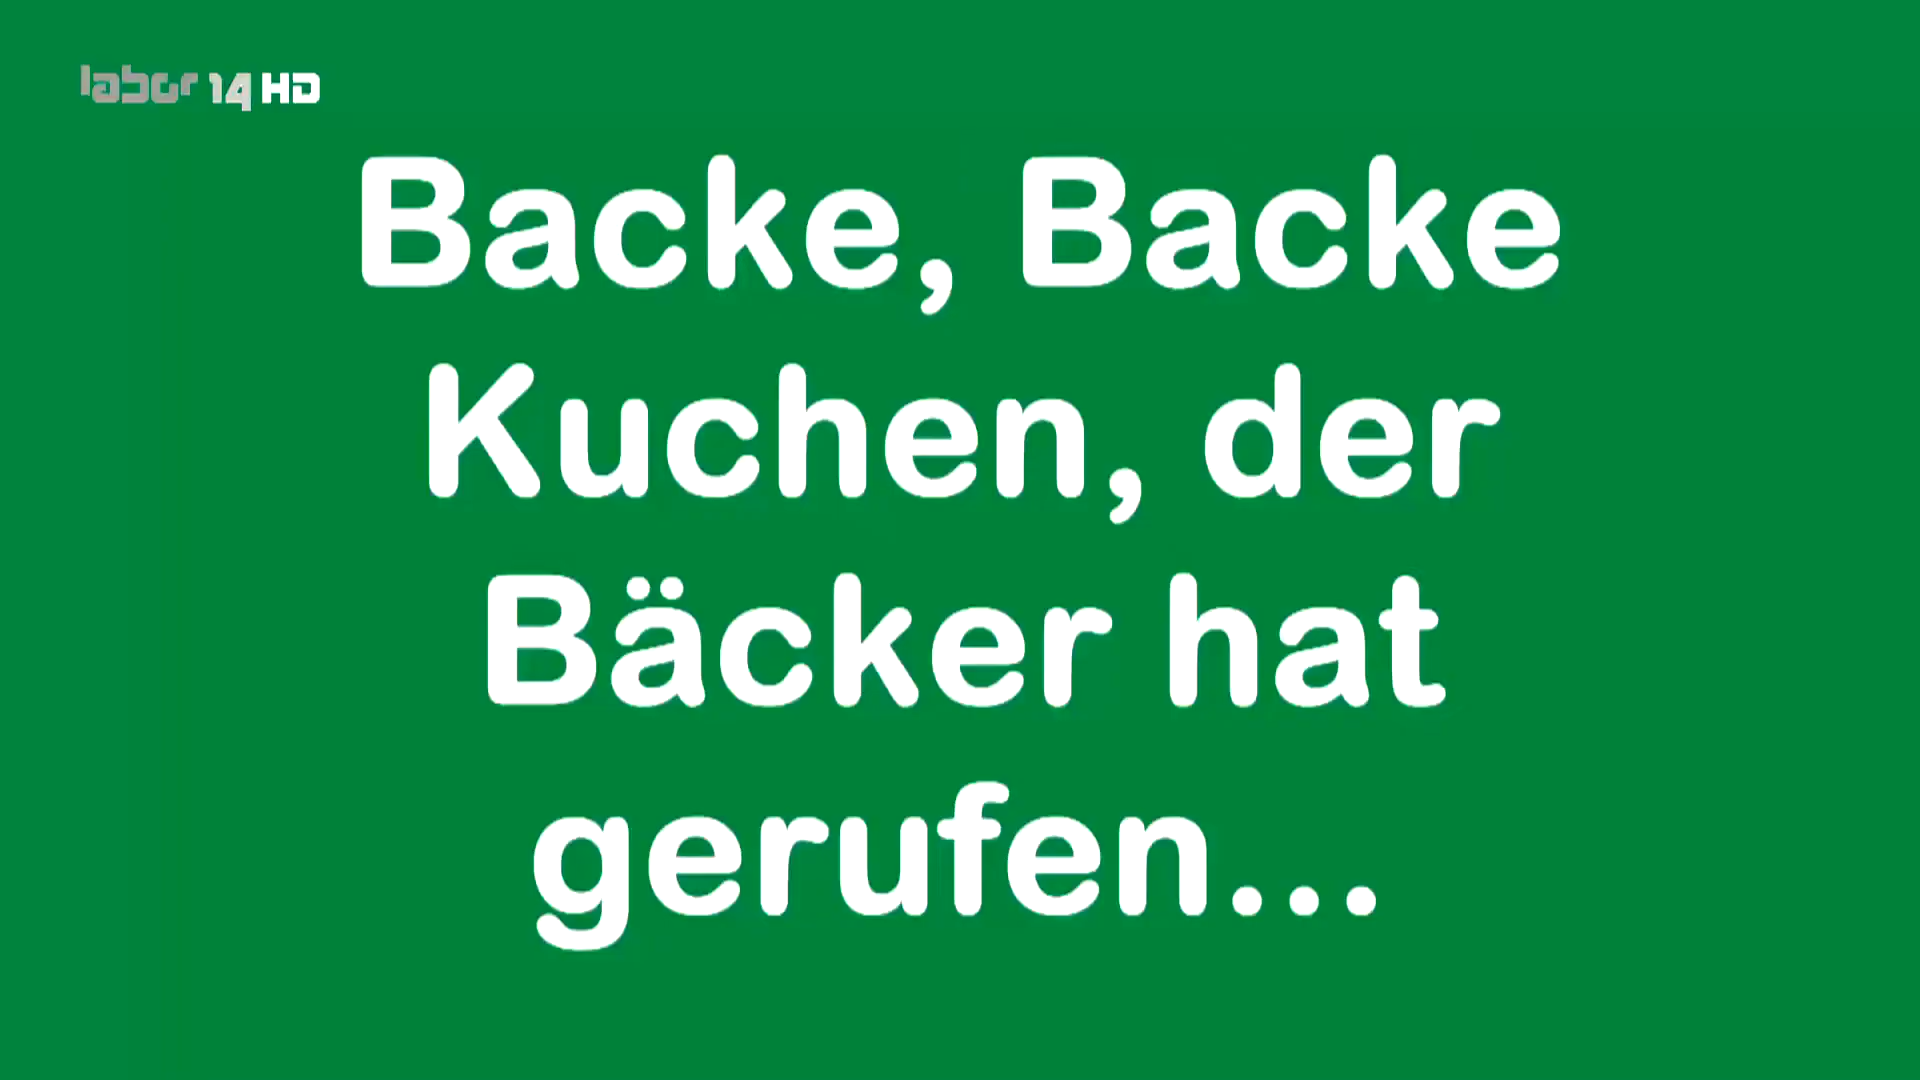 labor 14 HD
Backe, Backe
Kuchen, der
Bäcker hat
gerufen...